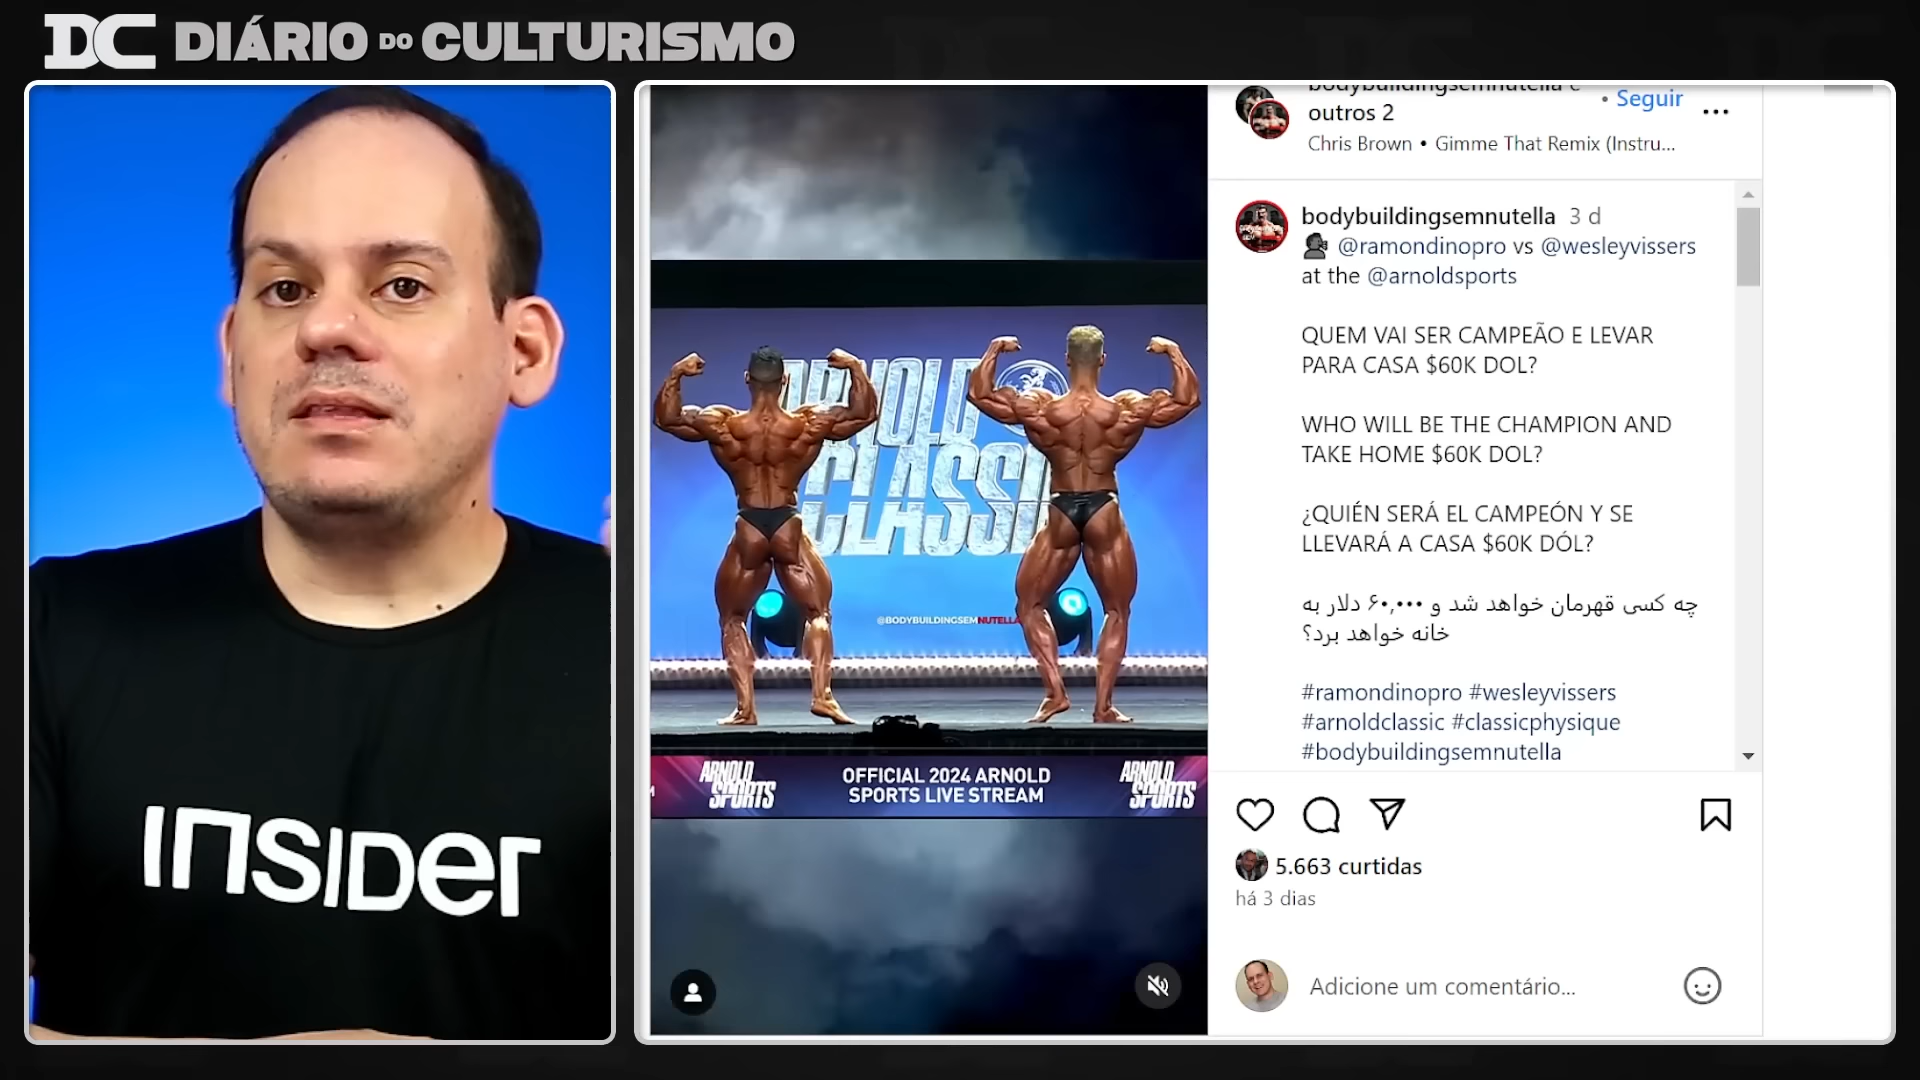 DC DIÁRIO DO CULTURISMO
INSIDer
ARNOLD
CLASSIC
@BODYBUILDINGSEMNUTELLA
ARNOLD
SPORTS
OFFICIAL 2024 ARNOLD
SPORTS LIVE STREAM
ARNOLD
SPORTS
bodybuildingsemnutella e
outros 2
• Seguir
Chris Brown • Gimme That Remix (Instru...
bodybuildingsemnutella 3 d
@ramondinopro vs @wesleyvissers
at the @arnoldsports
QUEM VAI SER CAMPEÃO E LEVAR
PARA CASA $60K DOL?
WHO WILL BE THE CHAMPION AND
TAKE HOME $60K DOL?
¿QUIÉN SERÁ EL CAMPEÓN Y SE
LLEVARÁ A CASA $60K DÓL?
چه کسی قهرمان خواهد شد و ۶۰,۰۰۰ دلار به
خانه خواهد برد؟
#ramondinopro #wesleyvissers
#arnoldclassic #classicphysique
#bodybuildingsemnutella
5.663 curtidas
há 3 dias
Adicione um comentário...